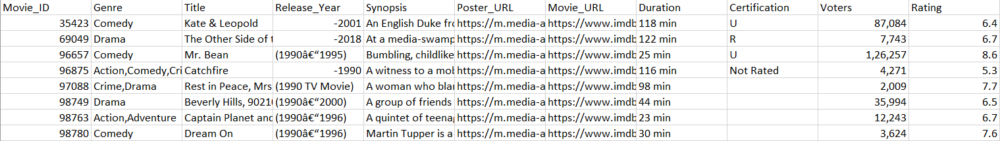 Movie_ID Genre Title Release_Year Synopsis Poster_URL Movie_URL Duration Certification Voters Rating
35423 Comedy Kate & Leopold -2001 An English Duke fro https://m.media-a https://www.imdb 118 min U 87,084 6.4
69049 Drama The Other Side of t -2018 At a media-swamp https://m.media-a https://www.imdb 122 min R 7,743 6.7
96657 Comedy Mr. Bean (1990â€“1995) Bumbling, childlike https://m.media-a https://www.imdb 25 min U 1,26,257 8.6
96875 Action,Comedy,Cri Catchfire -1990 A witness to a mob https://m.media-a https://www.imdb 116 min Not Rated 4,271 5.3
97088 Crime,Drama Rest in Peace, Mrs (1990 TV Movie) A woman who blar https://m.media-a https://www.imdb 98 min 2,009 7.7
98749 Drama Beverly Hills, 90210 (1990â€“2000) A group of friends https://m.media-a https://www.imdb 44 min 35,994 6.5
98763 Action,Adventure Captain Planet and (1990â€“1996) A quintet of teenag https://m.media-a https://www.imdb 23 min 12,243 6.7
98780 Comedy Dream On (1990â€“1996) Martin Tupper is a https://m.media-a https://www.imdb 30 min 3,624 7.6